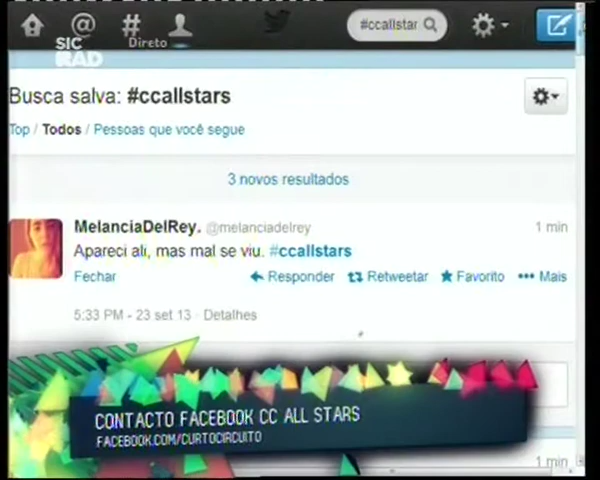 #ccallstar
SIC
RAD
Direto
Busca salva: #ccallstars
Top / Todos / Pessoas que você segue
3 novos resultados
MelanciaDelRey. @melanciadelrey 1 min
Apareci ali, mas mal se viu. #ccallstars
Fechar Responder Retweetar Favorito Mais
5:33 PM - 23 set 13 · Detalhes
CONTACTO FACEBOOK CC ALL STARS
FACEBOOK.COM/CURTOCIRCUITO
1 min